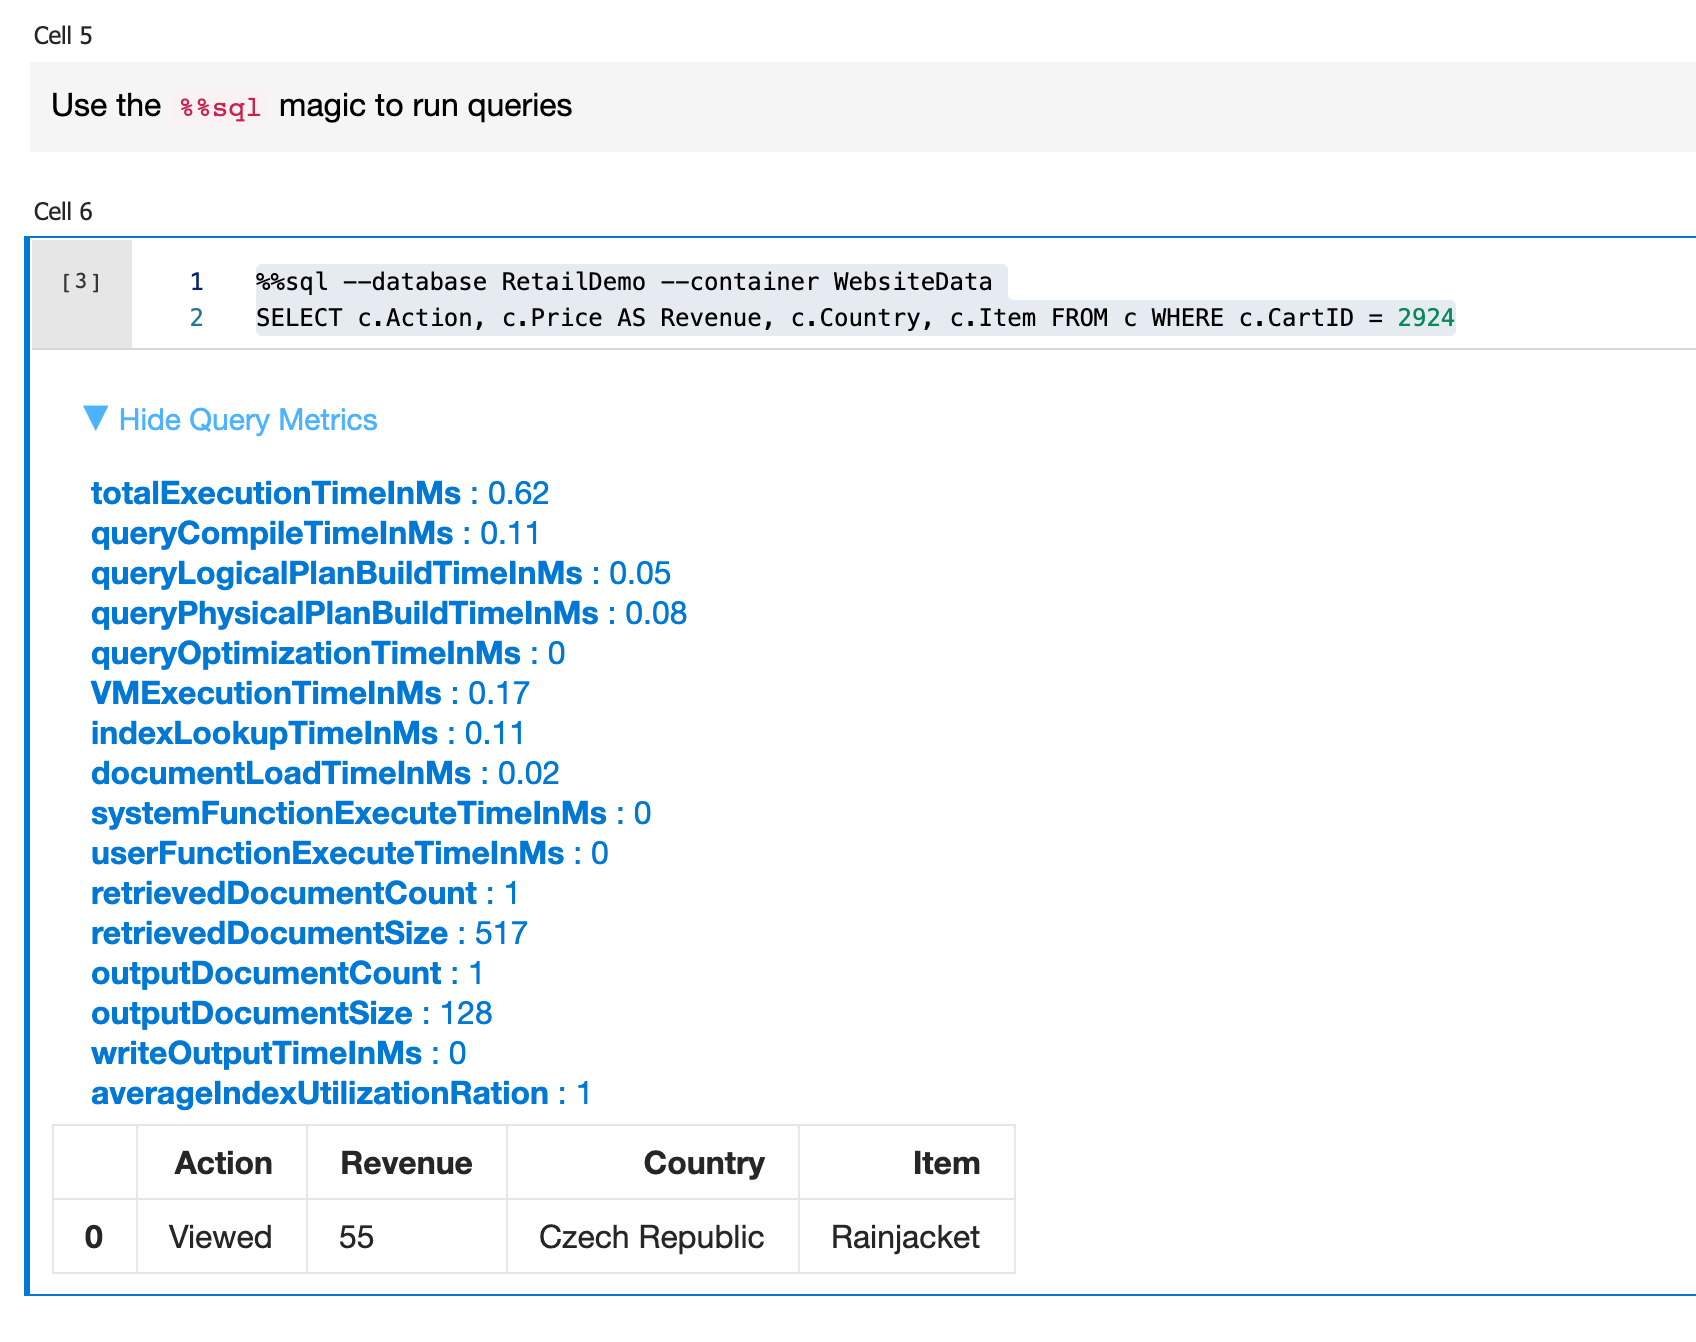 Cell 5
Use the %%sql magic to run queries
Cell 6
[3]
1 %%sql --database RetailDemo --container WebsiteData
2 SELECT c.Action, c.Price AS Revenue, c.Country, c.Item FROM c WHERE c.CartID = 2924
▼ Hide Query Metrics
totalExecutionTimeInMs : 0.62
queryCompileTimeInMs : 0.11
queryLogicalPlanBuildTimeInMs : 0.05
queryPhysicalPlanBuildTimeInMs : 0.08
queryOptimizationTimeInMs : 0
VMExecutionTimeInMs : 0.17
indexLookupTimeInMs : 0.11
documentLoadTimeInMs : 0.02
systemFunctionExecuteTimeInMs : 0
userFunctionExecuteTimeInMs : 0
retrievedDocumentCount : 1
retrievedDocumentSize : 517
outputDocumentCount : 1
outputDocumentSize : 128
writeOutputTimeInMs : 0
averageIndexUtilizationRation : 1
Action Revenue Country Item
0 Viewed 55 Czech Republic Rainjacket